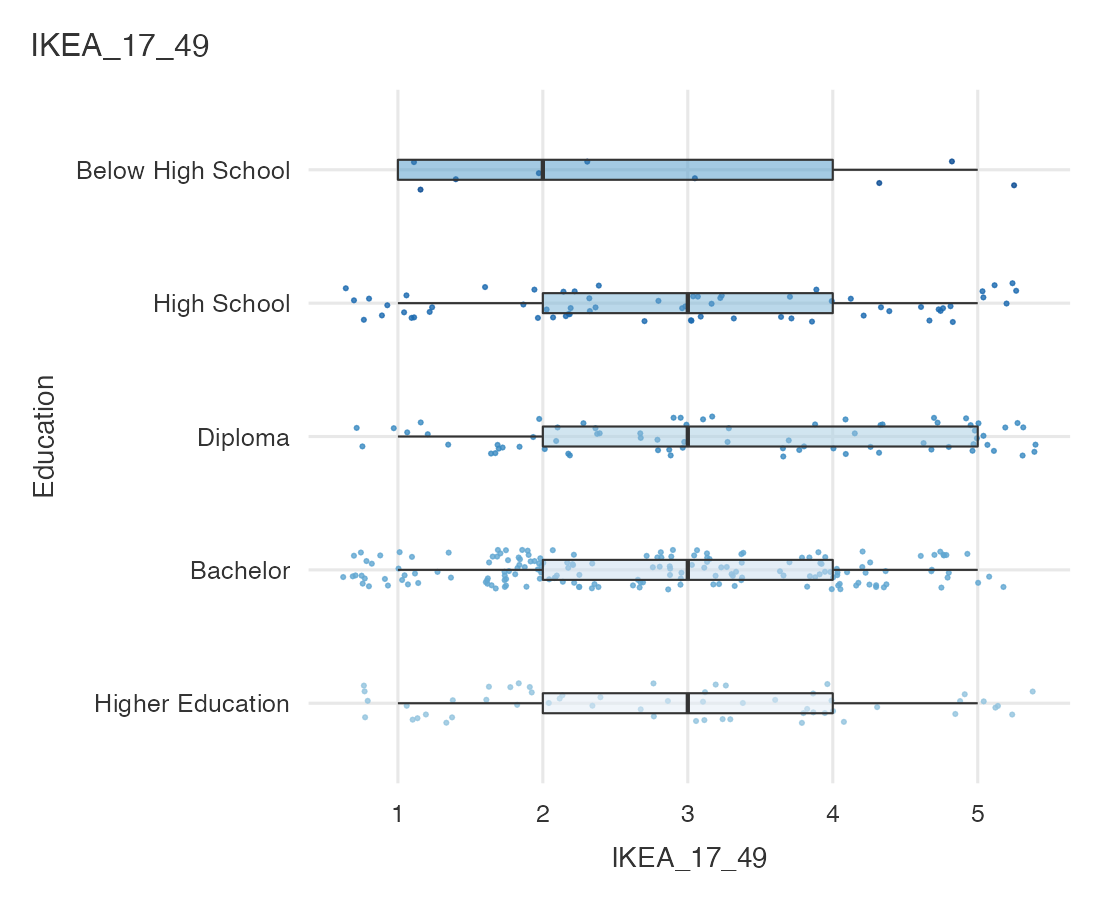 IKEA_17_49
Below High School
High School
Diploma
Bachelor
Higher Education
Education
1 2 3 4 5
IKEA_17_49